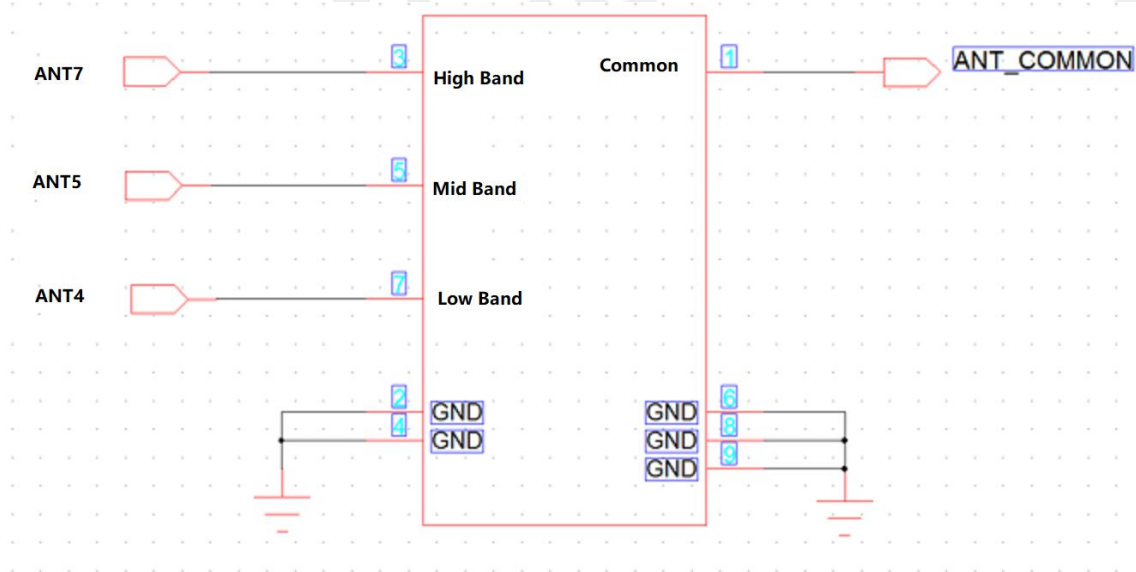 ANT7
3
High Band
Common
1
ANT_COMMON
ANT5
5
Mid Band
ANT4
7
Low Band
2
GND
GND
6
4
GND
GND
8
GND
9